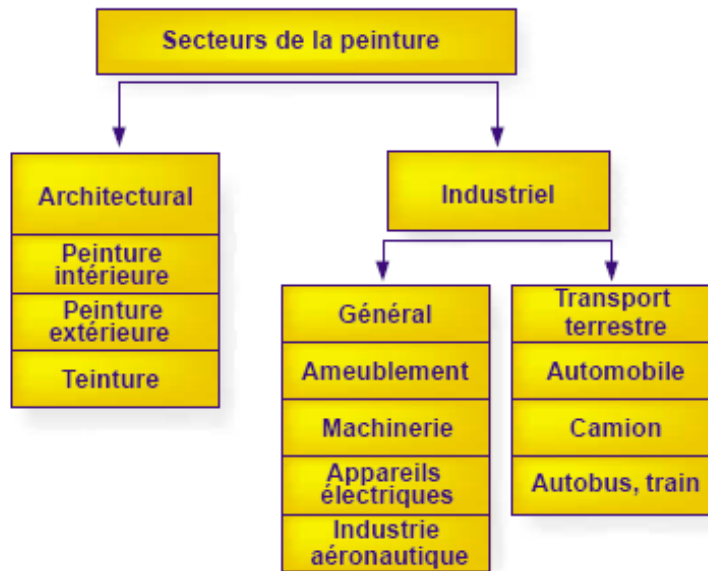 Secteurs de la peinture
Architectural
Peinture
intérieure
Peinture
extérieure
Teinture
Industriel
Général
Ameublement
Machinerie
Appareils
électriques
Industrie
aéronautique
Transport
terrestre
Automobile
Camion
Autobus, train